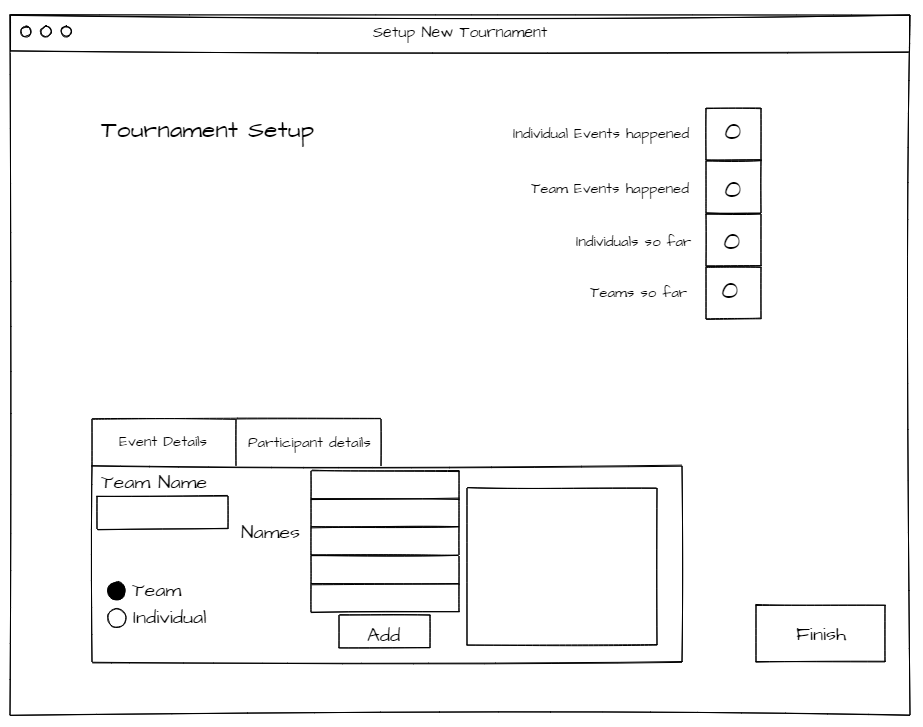 Setup New Tournament
Tournament Setup
Individual Events happened 0
Team Events happened 0
Individuals so far 0
Teams so far 0
Event Details
Participant details
Team Name
Names
Team
Individual
Add
Finish